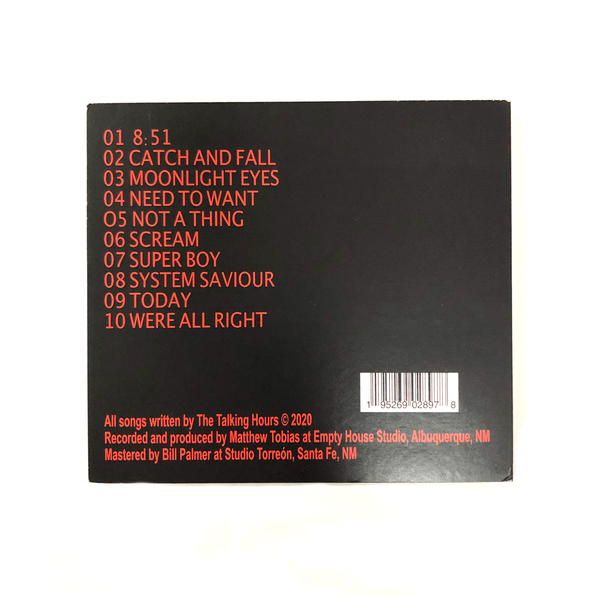 01 8:51
02 CATCH AND FALL
03 MOONLIGHT EYES
04 NEED TO WANT
05 NOT A THING
06 SCREAM
07 SUPER BOY
08 SYSTEM SAVIOUR
09 TODAY
10 WERE ALL RIGHT
1 95269 02897 8
All songs written by The Talking Hours © 2020
Recorded and produced by Matthew Tobias at Empty House Studio, Albuquerque, NM
Mastered by Bill Palmer at Studio Torreón, Santa Fe, NM